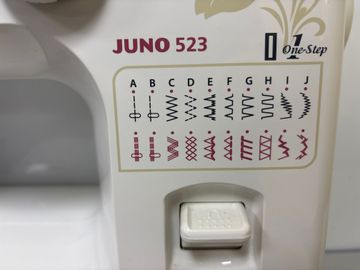 JUNO 523
1 One-Step
A B C D E F G H I J